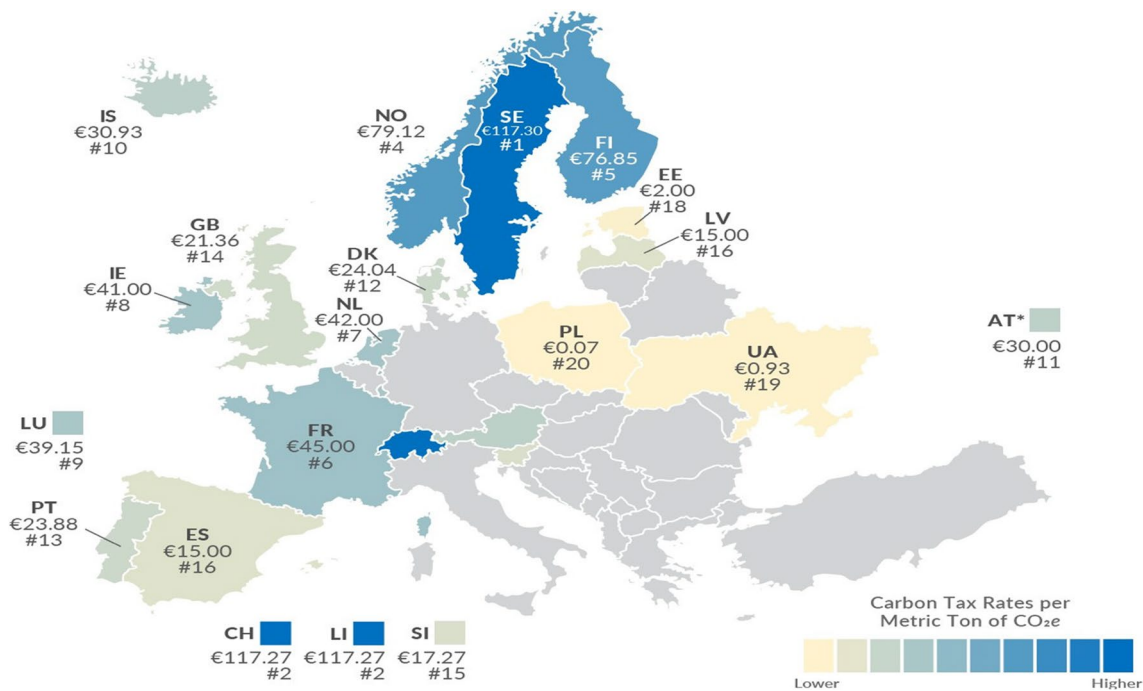 IS
€30.93
#10
NO
€79.12
#4
SE
€117.30
#1
FI
€76.85
#5
EE
€2.00
#18
LV
€15.00
#16
GB
€21.36
#14
IE
€41.00
#8
DK
€24.04
#12
NL
€42.00
#7
PL
€0.07
#20
UA
€0.93
#19
AT*
€30.00
#11
LU
€39.15
#9
FR
€45.00
#6
PT
€23.88
#13
ES
€15.00
#16
CH
€117.27
#2
LI
€117.27
#2
SI
€17.27
#15
Carbon Tax Rates per
Metric Ton of CO₂e
Lower Higher